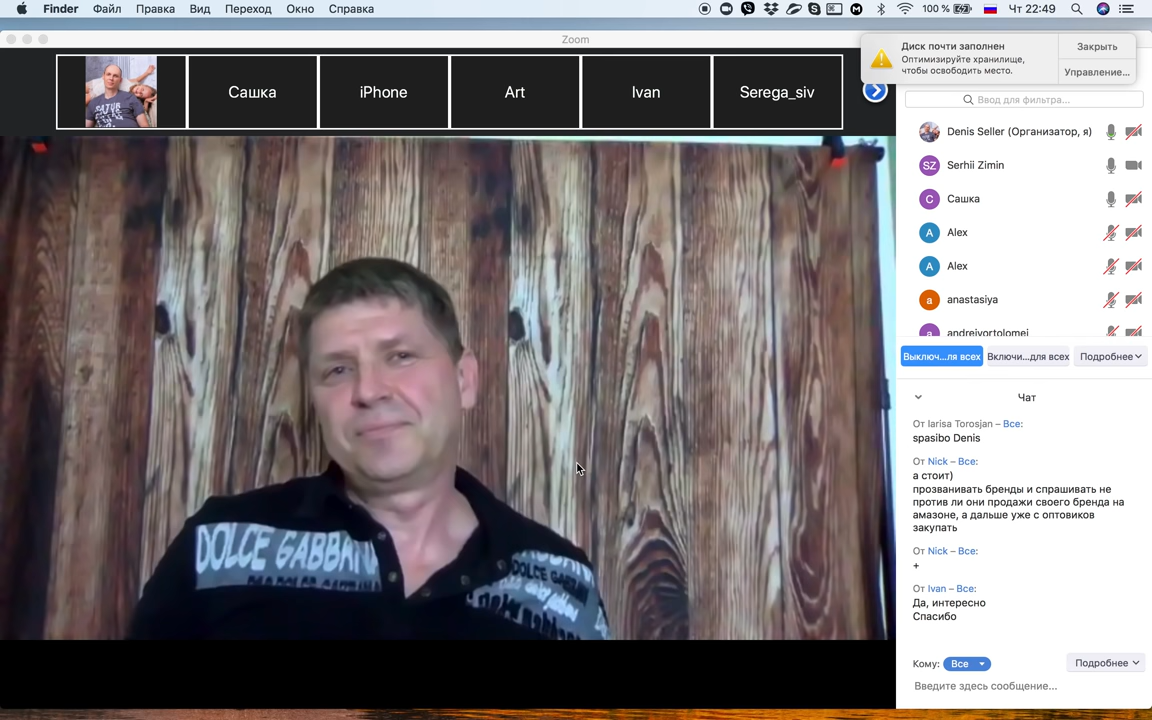 Finder Файл Правка Вид Переход Окно Справка 100 % Чт 22:49
Zoom
Диск почти заполнен
Оптимизируйте хранилище,
чтобы освободить место.
Закрыть
Управление...
Сашка iPhone Art Ivan Serega_siv
SATUR
Ввод для фильтра...
Denis Seller (Организатор, я)
SZ Serhii Zimin
С Сашка
A Alex
A Alex
a anastasiya
a andreivortolomei
Выключ...ля всех Включи...для всех Подробнее
Чат
От larisa Torosjan – Все:
spasibo Denis
От Nick – Все:
а стоит)
прозванивать бренды и спрашивать не
против ли они продажи своего бренда на
амазоне, а дальше уже с оптовиков
закупать
От Nick – Все:
+
От Ivan – Все:
Да, интересно
Спасибо
Кому: Все Подробнее
Введите здесь сообщение...
DOLCE GABBANA